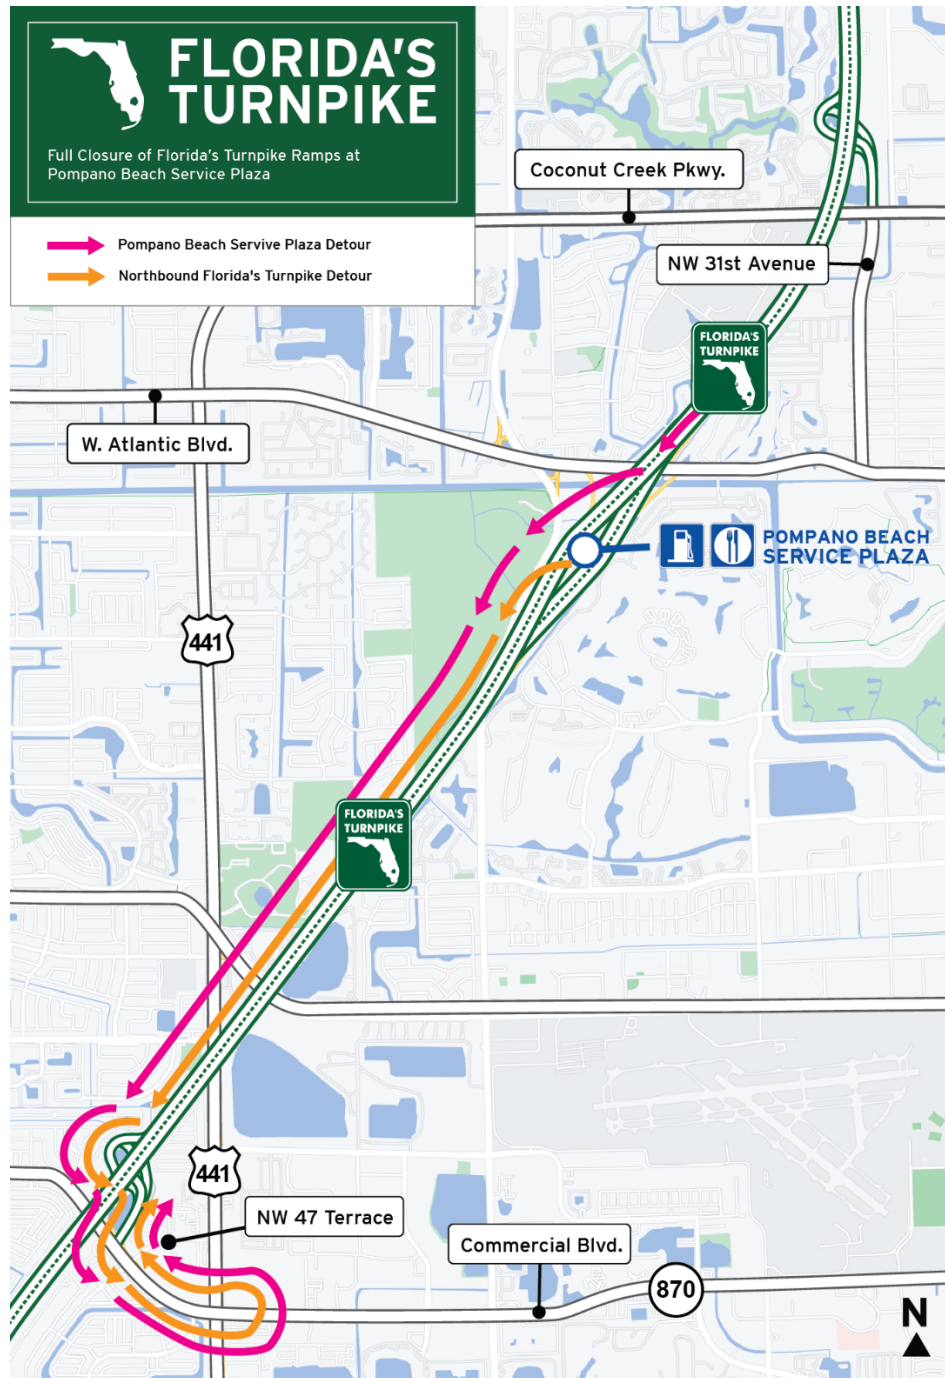 FLORIDA'S
TURNPIKE
Full Closure of Florida's Turnpike Ramps at
Pompano Beach Service Plaza
Pompano Beach Servive Plaza Detour
Northbound Florida's Turnpike Detour
Coconut Creek Pkwy.
NW 31st Avenue
FLORIDA'S
TURNPIKE
W. Atlantic Blvd.
POMPANO BEACH
SERVICE PLAZA
441
FLORIDA'S
TURNPIKE
441
NW 47 Terrace
Commercial Blvd.
870
N